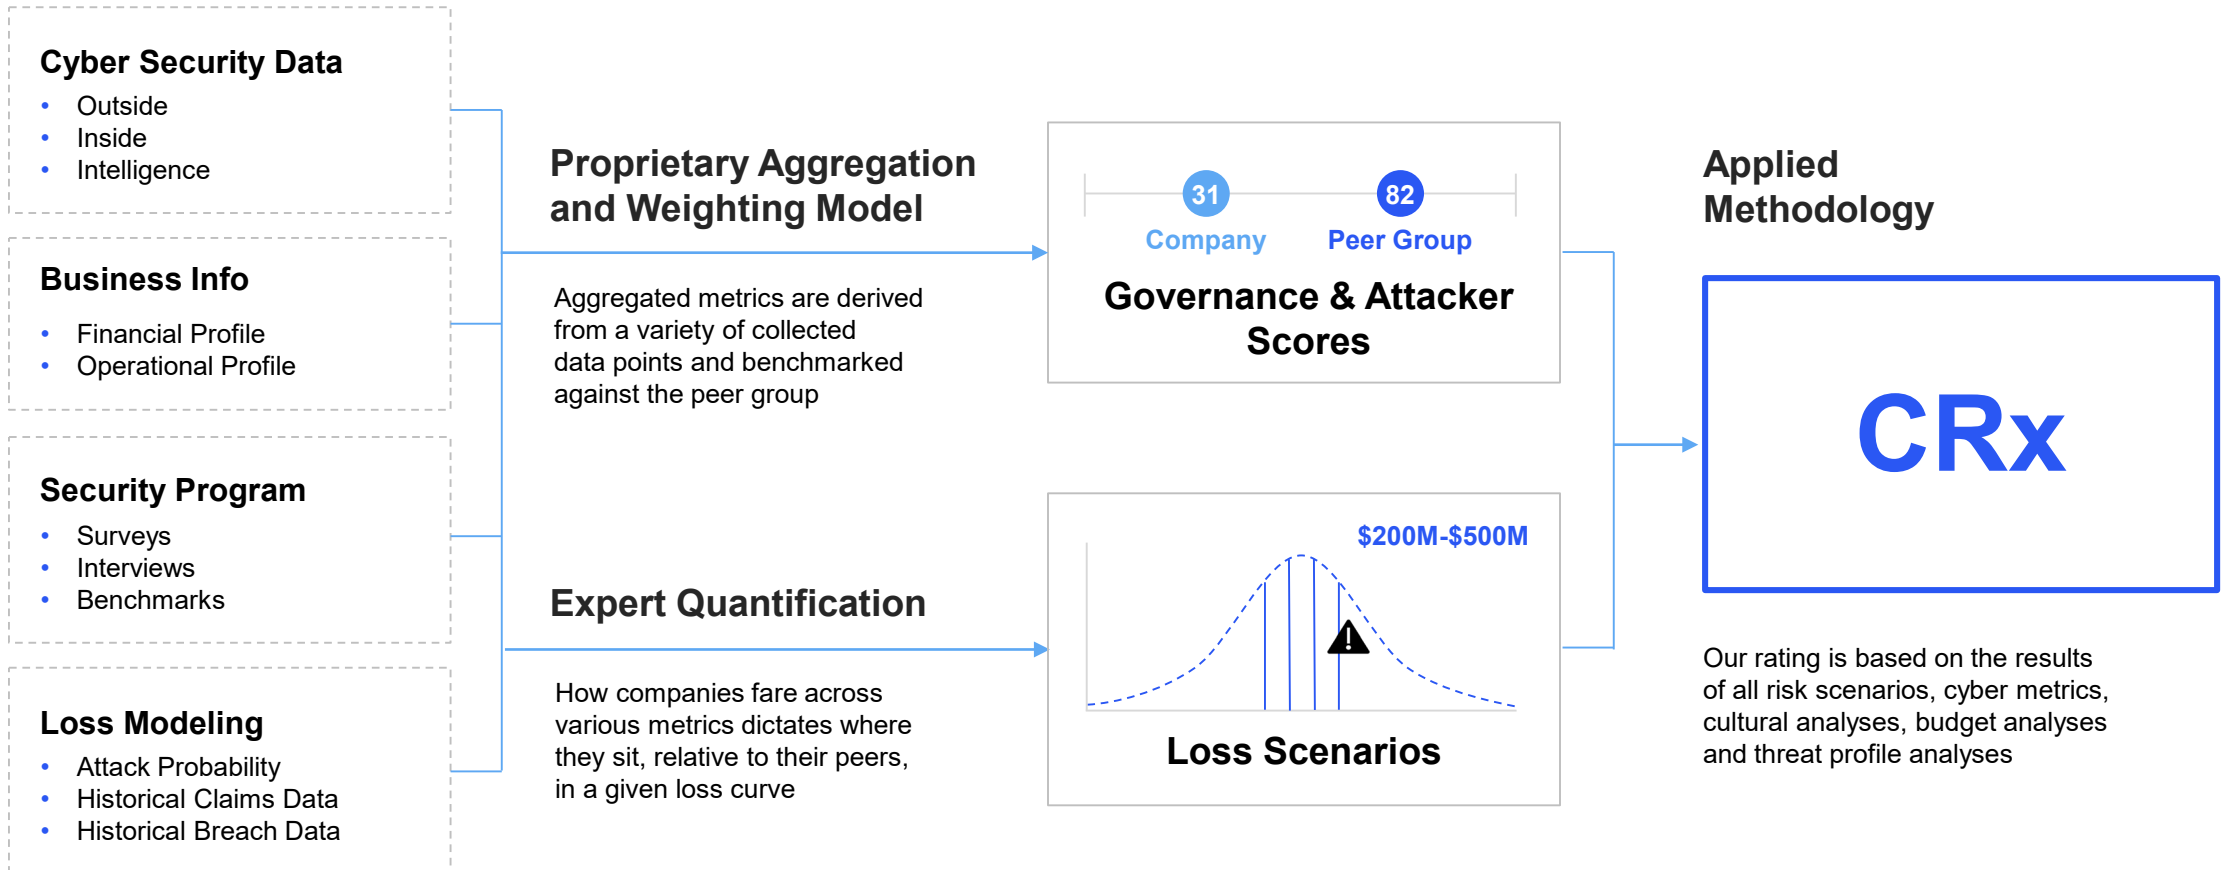 Cyber Security Data
• Outside
• Inside
• Intelligence
Business Info
• Financial Profile
• Operational Profile
Security Program
• Surveys
• Interviews
• Benchmarks
Loss Modeling
• Attack Probability
• Historical Claims Data
• Historical Breach Data
Proprietary Aggregation
and Weighting Model
Aggregated metrics are derived
from a variety of collected
data points and benchmarked
against the peer group
Expert Quantification
How companies fare across
various metrics dictates where
they sit, relative to their peers,
in a given loss curve
31
82
Company
Peer Group
Governance & Attacker
Scores
$200M-$500M
Loss Scenarios
Applied
Methodology
CRx
Our rating is based on the results
of all risk scenarios, cyber metrics,
cultural analyses, budget analyses
and threat profile analyses